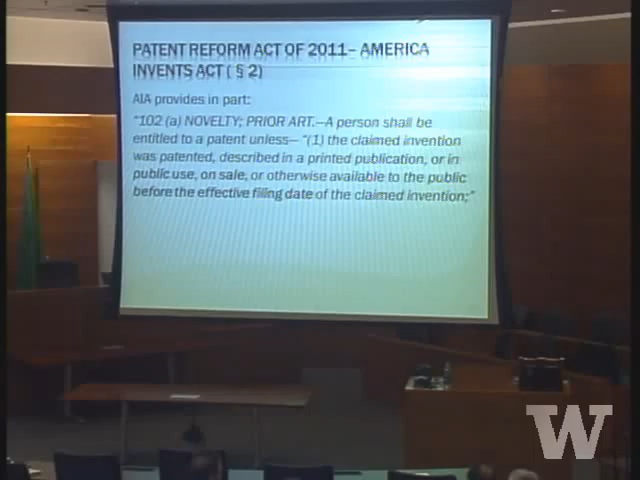 PATENT REFORM ACT OF 2011– AMERICA
INVENTS ACT ( § 2)
AIA provides in part:
"102 (a) NOVELTY; PRIOR ART.—A person shall be
entitled to a patent unless— "(1) the claimed invention
was patented, described in a printed publication, or in
public use, on sale, or otherwise available to the public
before the effective filing date of the claimed invention;"
W